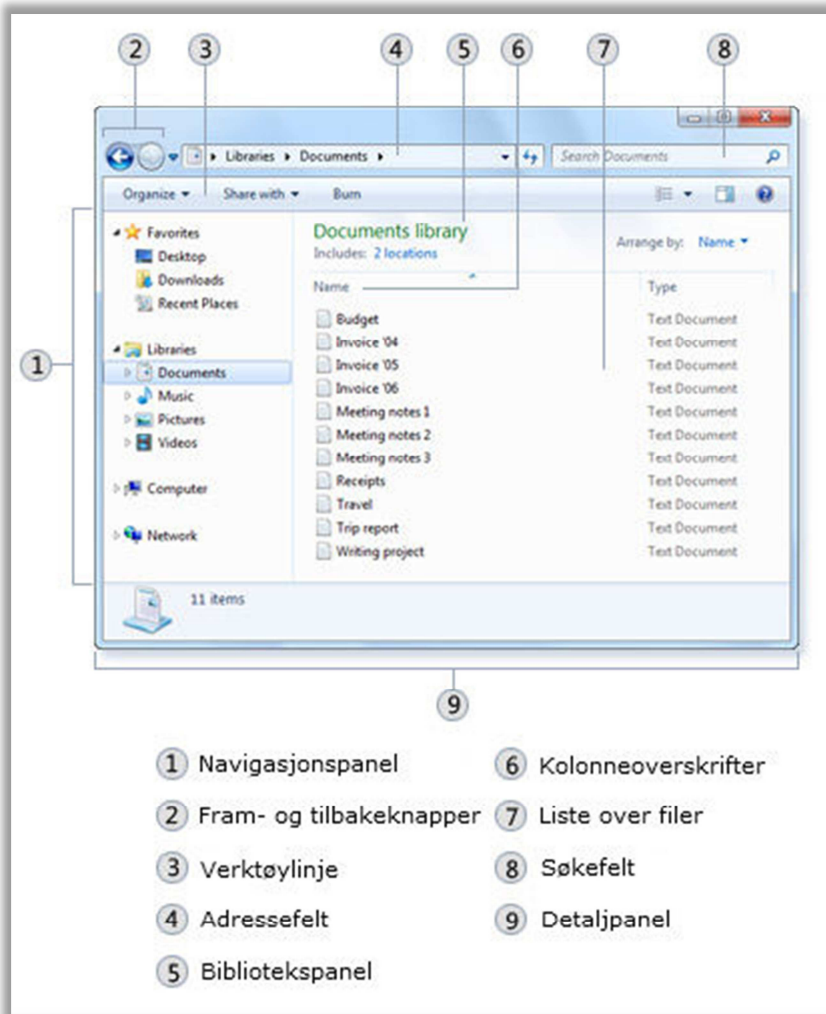 2 3 4 5 6 7 8
Libraries Documents Search Documents
Organize Share with Burn
Favorites
Desktop
Downloads
Recent Places
Libraries
Documents
Music
Pictures
Videos
Computer
Network
1
Documents library
Includes: 2 locations
Arrange by: Name
Name Type
Budget Text Document
Invoice '04 Text Document
Invoice '05 Text Document
Invoice '06 Text Document
Meeting notes 1 Text Document
Meeting notes 2 Text Document
Meeting notes 3 Text Document
Receipts Text Document
Travel Text Document
Trip report Text Document
Writing project Text Document
11 items
9
1 Navigasjonspanel
2 Fram- og tilbakeknapper
3 Verktøylinje
4 Adressefelt
5 Bibliotekspanel
6 Kolonneoverskrifter
7 Liste over filer
8 Søkefelt
9 Detaljpanel